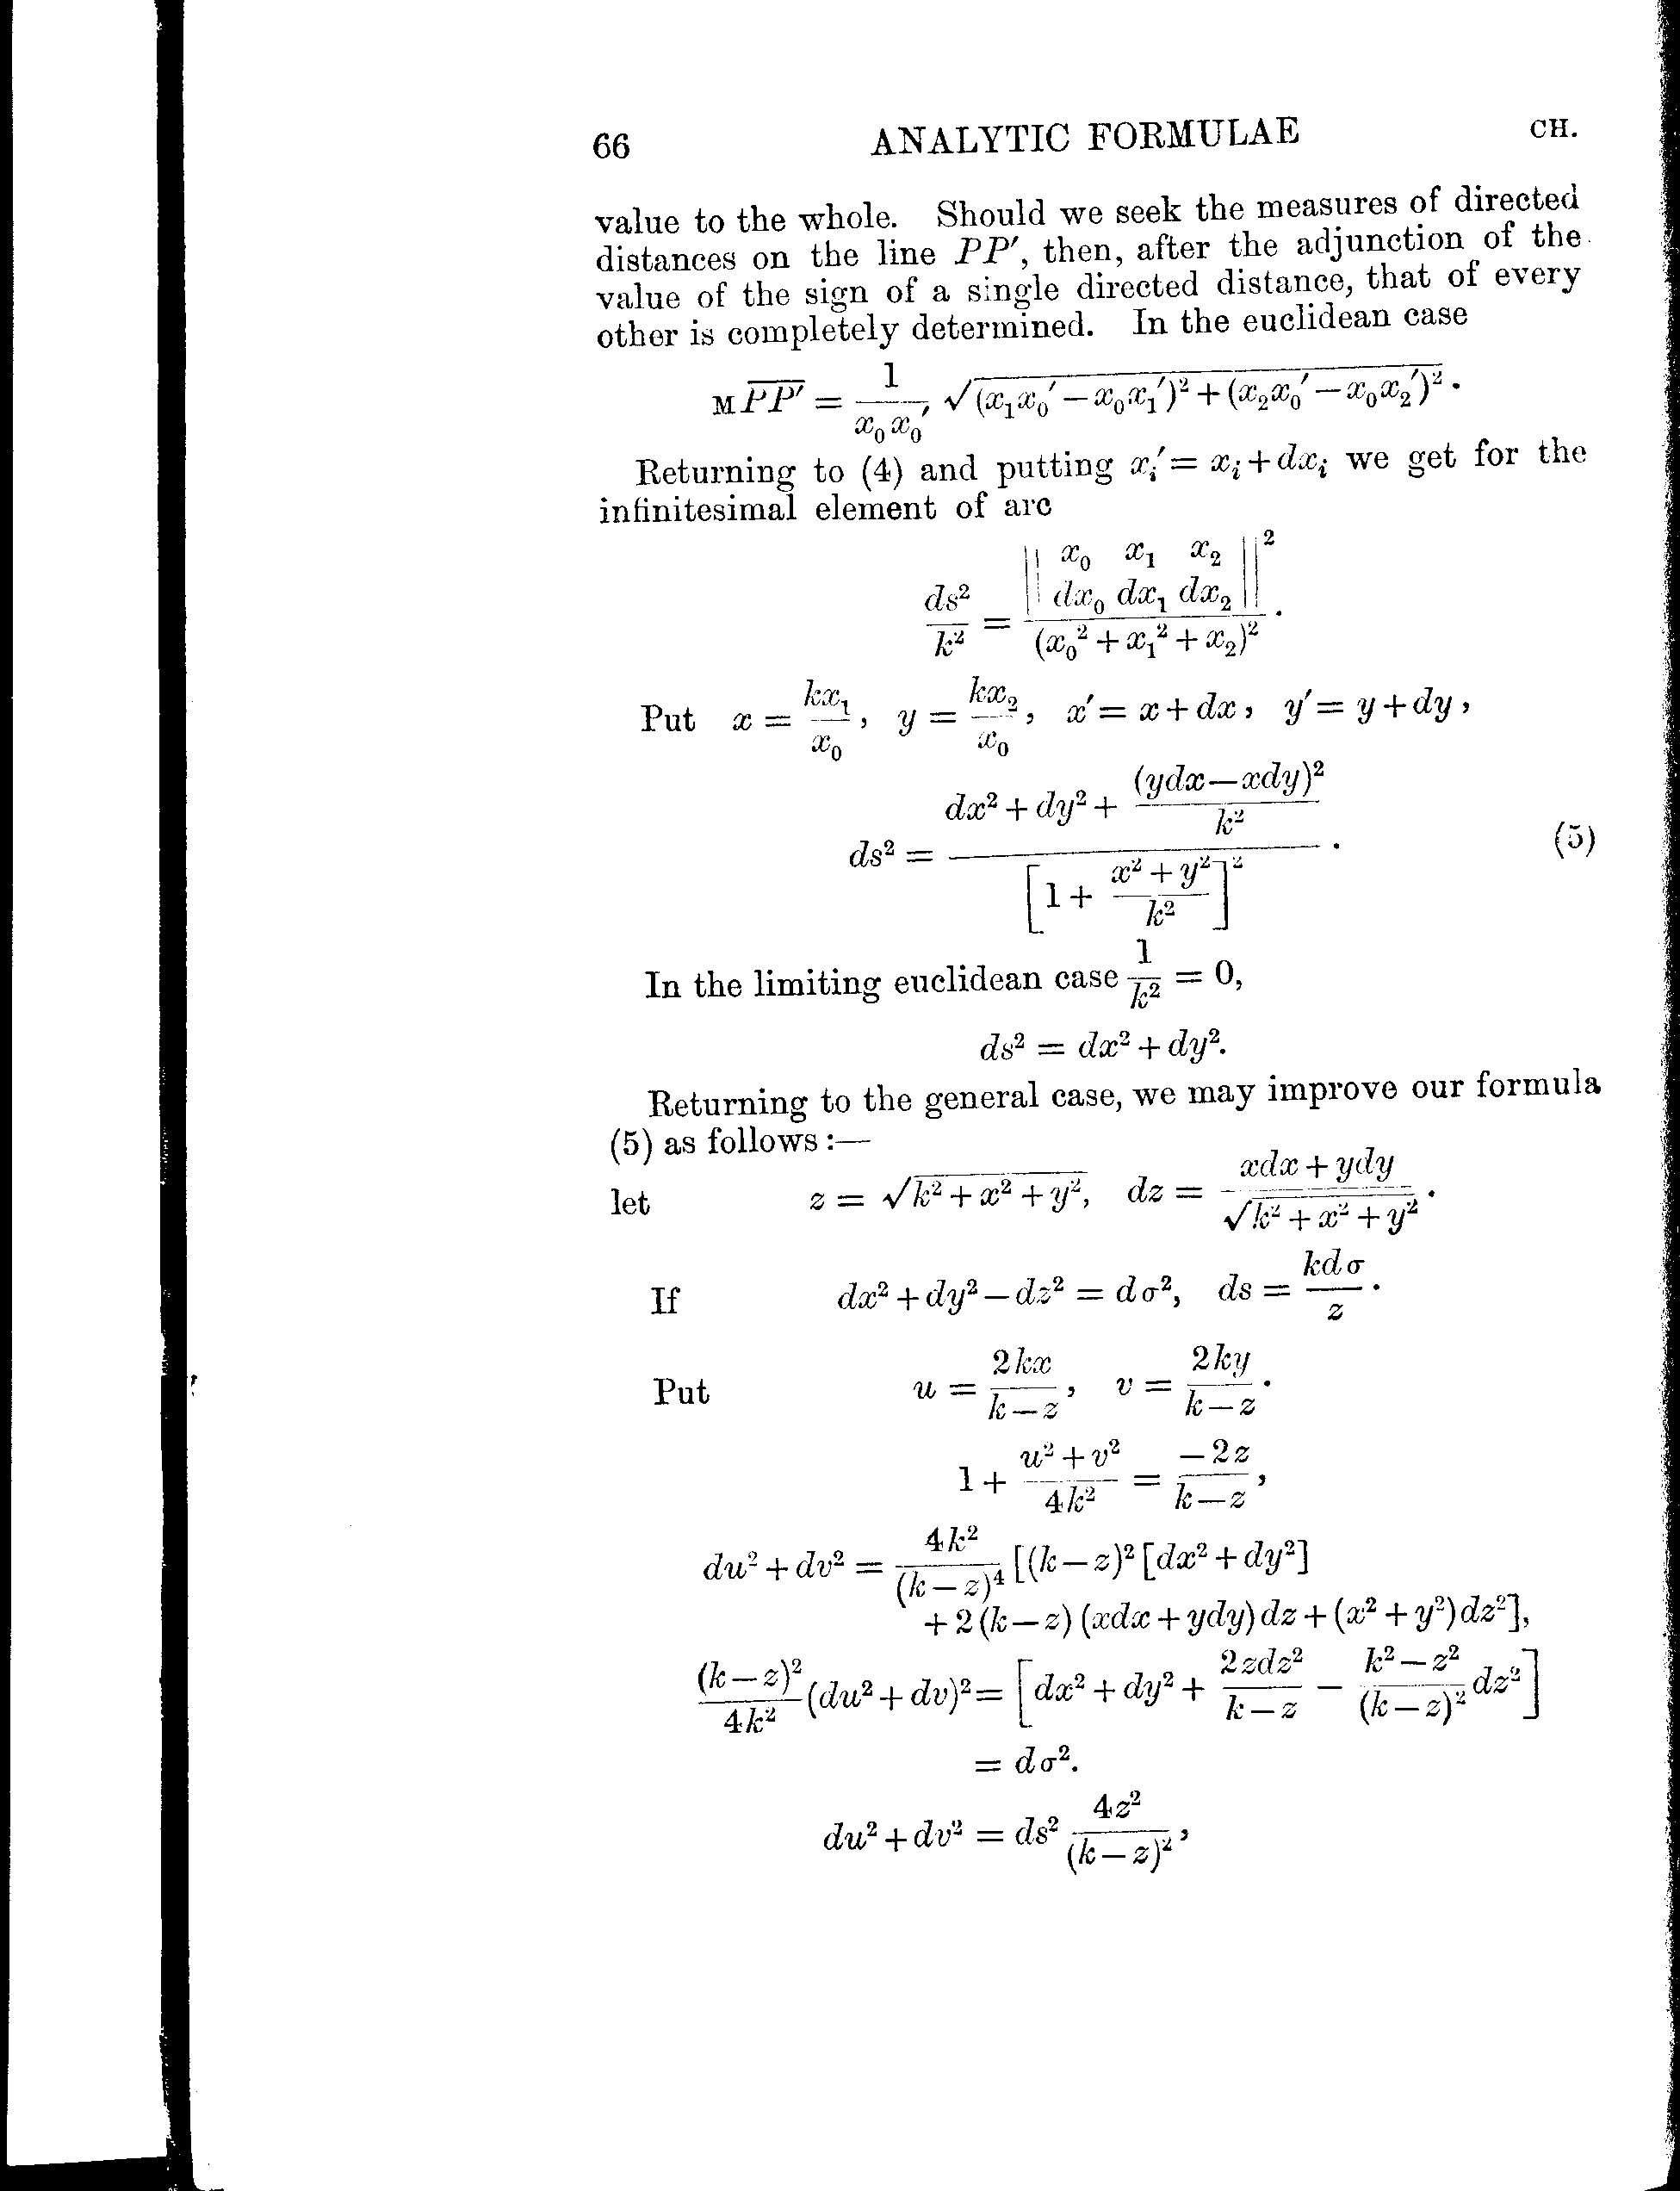 66 ANALYTIC FORMULAE CH.
value to the whole. Should we seek the measures of directed
distances on the line PP′, then, after the adjunction of the
value of the sign of a single directed distance, that of every
other is completely determined. In the euclidean case
$\text{M}\overline{PP'} = \frac{1}{x_0 x_0'} \sqrt{(x_1x_0' - x_0x_1')^2 + (x_2x_0' - x_0x_2')^2}.$
Returning to (4) and putting $x_i' = x_i + dx_i$ we get for the
infinitesimal element of arc
$\frac{ds^2}{k^2} = \frac{\begin{Vmatrix} x_0 & x_1 & x_2 \\ dx_0 & dx_1 & dx_2 \end{Vmatrix}^2}{(x_0^2 + x_1^2 + x_2)^2}.$
Put $x = \frac{kx_1}{x_0}, \quad y = \frac{kx_2}{x_0}, \quad x' = x + dx, \quad y' = y + dy,$
$ds^2 = \frac{dx^2 + dy^2 + \frac{(ydx - xdy)^2}{k^2}}{\left[1 + \frac{x^2 + y^2}{k^2}\right]^2}. \quad (5)$
In the limiting euclidean case $\frac{1}{k^2} = 0,$
$ds^2 = dx^2 + dy^2.$
Returning to the general case, we may improve our formula
(5) as follows :—
let $z = \sqrt{k^2 + x^2 + y^2}, \quad dz = \frac{xdx + ydy}{\sqrt{k^2 + x^2 + y^2}}.$
If $dx^2 + dy^2 - dz^2 = d\sigma^2, \quad ds = \frac{kd\sigma}{z}.$
Put $u = \frac{2kx}{k - z}, \quad v = \frac{2ky}{k - z}.$
$1 + \frac{u^2 + v^2}{4k^2} = \frac{-2z}{k - z},$
$du^2 + dv^2 = \frac{4k^2}{(k - z)^4} [(k - z)^2 [dx^2 + dy^2]$
$+ 2(k - z)(xdx + ydy)dz + (x^2 + y^2)dz^2],$
$\frac{(k - z)^2}{4k^2}(du^2 + dv)^2 = \left[dx^2 + dy^2 + \frac{2zdz^2}{k - z} - \frac{k^2 - z^2}{(k - z)^2}dz^2\right]$
$= d\sigma^2.$
$du^2 + dv^2 = ds^2 \frac{4z^2}{(k - z)^2},$